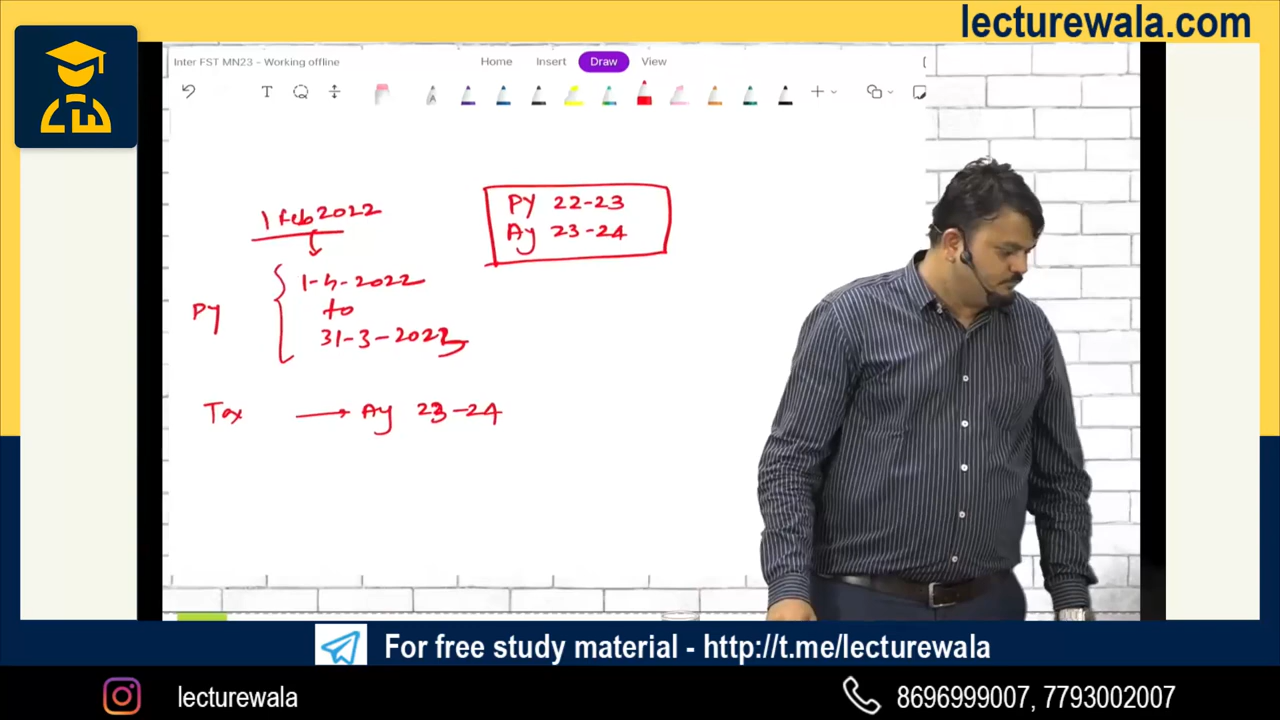 lecturewala.com
Inter FST MN23 - Working offline
Home Insert Draw View
1 Feb 2022
PY 22-23
Ay 23-24
PY
1-4-2022
to
31-3-2023
Tax → Ay 23-24
For free study material - http://t.me/lecturewala
lecturewala
8696999007, 7793002007